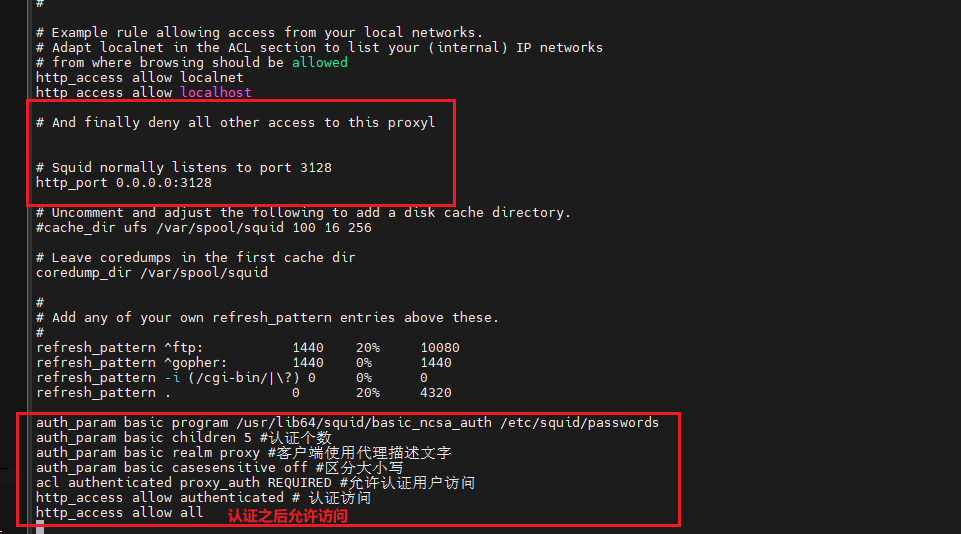 #
# Example rule allowing access from your local networks.
# Adapt localnet in the ACL section to list your (internal) IP networks
# from where browsing should be allowed
http_access allow localnet
http_access allow localhost
# And finally deny all other access to this proxyl
# Squid normally listens to port 3128
http_port 0.0.0.0:3128
# Uncomment and adjust the following to add a disk cache directory.
#cache_dir ufs /var/spool/squid 100 16 256
# Leave coredumps in the first cache dir
coredump_dir /var/spool/squid
#
# Add any of your own refresh_pattern entries above these.
#
refresh_pattern ^ftp: 1440 20% 10080
refresh_pattern ^gopher: 1440 0% 1440
refresh_pattern -i (/cgi-bin/|\?) 0 0% 0
refresh_pattern . 0 20% 4320
auth_param basic program /usr/lib64/squid/basic_ncsa_auth /etc/squid/passwords
auth_param basic children 5 #认证个数
auth_param basic realm proxy #客户端使用代理描述文字
auth_param basic casesensitive off #区分大小写
acl authenticated proxy_auth REQUIRED #允许认证用户访问
http_access allow authenticated # 认证访问
http_access allow all 认证之后允许访问